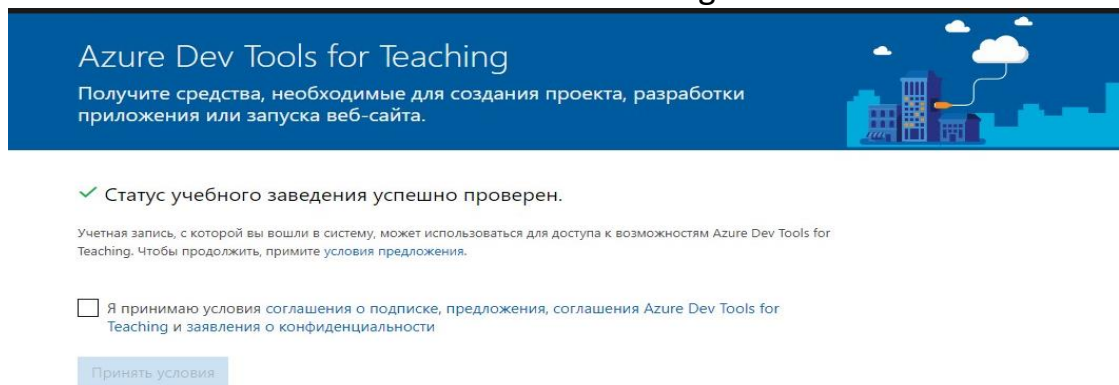 Azure Dev Tools for Teaching
Получите средства, необходимые для создания проекта, разработки
приложения или запуска веб-сайта.
Статус учебного заведения успешно проверен.
Учетная запись, с которой вы вошли в систему, может использоваться для доступа к возможностям Azure Dev Tools for
Teaching. Чтобы продолжить, примите условия предложения.
Я принимаю условия соглашения о подписке, предложения, соглашения Azure Dev Tools for
Teaching и заявления о конфиденциальности
Принять условия